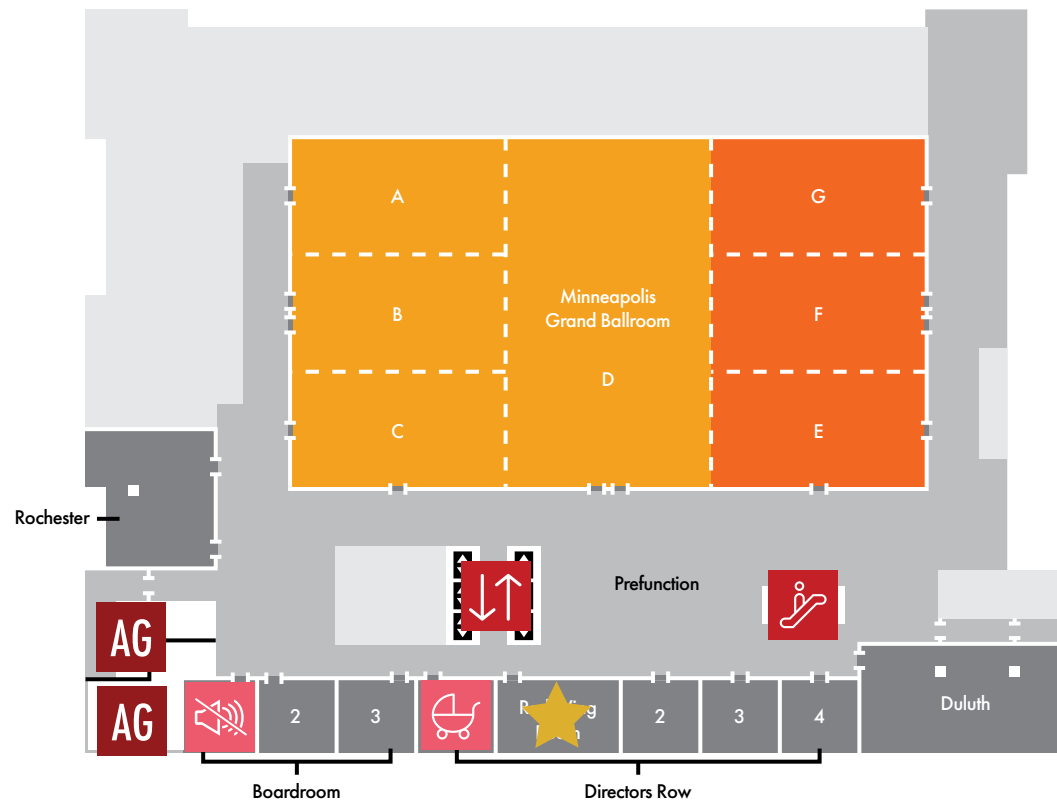 A
G
Minneapolis
Grand Ballroom
B
F
D
C
E
Rochester
Prefunction
AG
AG
2
3
2
3
4
Duluth
Boardroom
Directors Row